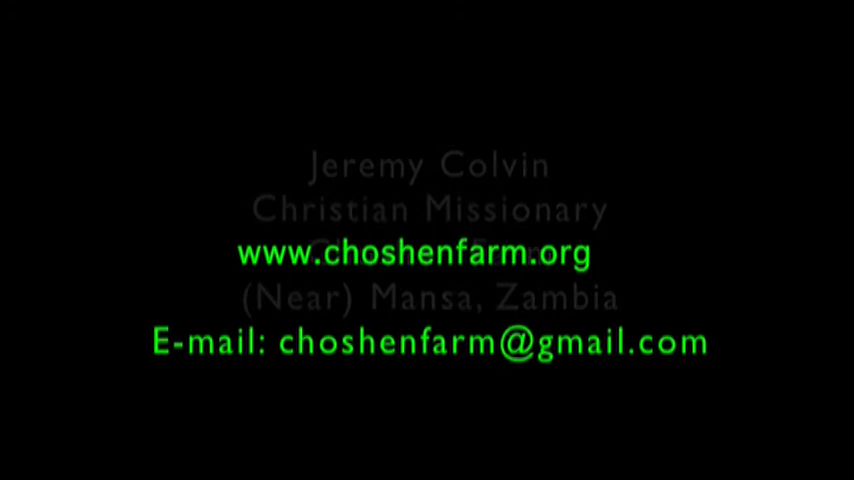 Jeremy Colvin
Christian Missionary
www.choshenfarm.org
(Near) Mansa, Zambia
E-mail: choshenfarm@gmail.com